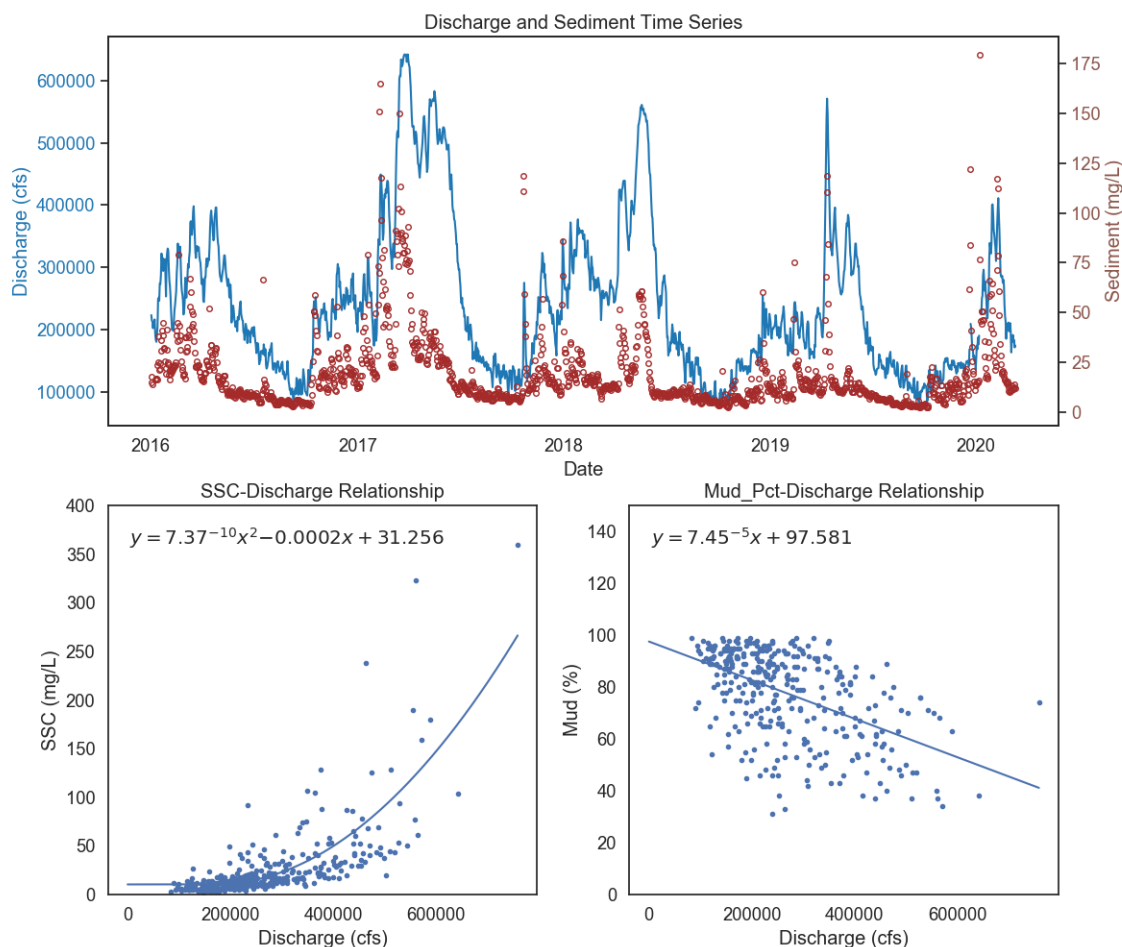 Discharge and Sediment Time Series
Discharge (cfs)
600000
500000
400000
300000
200000
100000
175
150
125
100
75
50
25
0
Sediment (mg/L)
2016 2017 2018 2019 2020
Date
SSC-Discharge Relationship
y = 7.37⁻¹⁰x² − 0.0002x + 31.256
SSC (mg/L)
400
350
300
250
200
150
100
50
0
0 200000 400000 600000
Discharge (cfs)
Mud_Pct-Discharge Relationship
y = 7.45⁻⁵x + 97.581
Mud (%)
140
120
100
80
60
40
20
0
0 200000 400000 600000
Discharge (cfs)